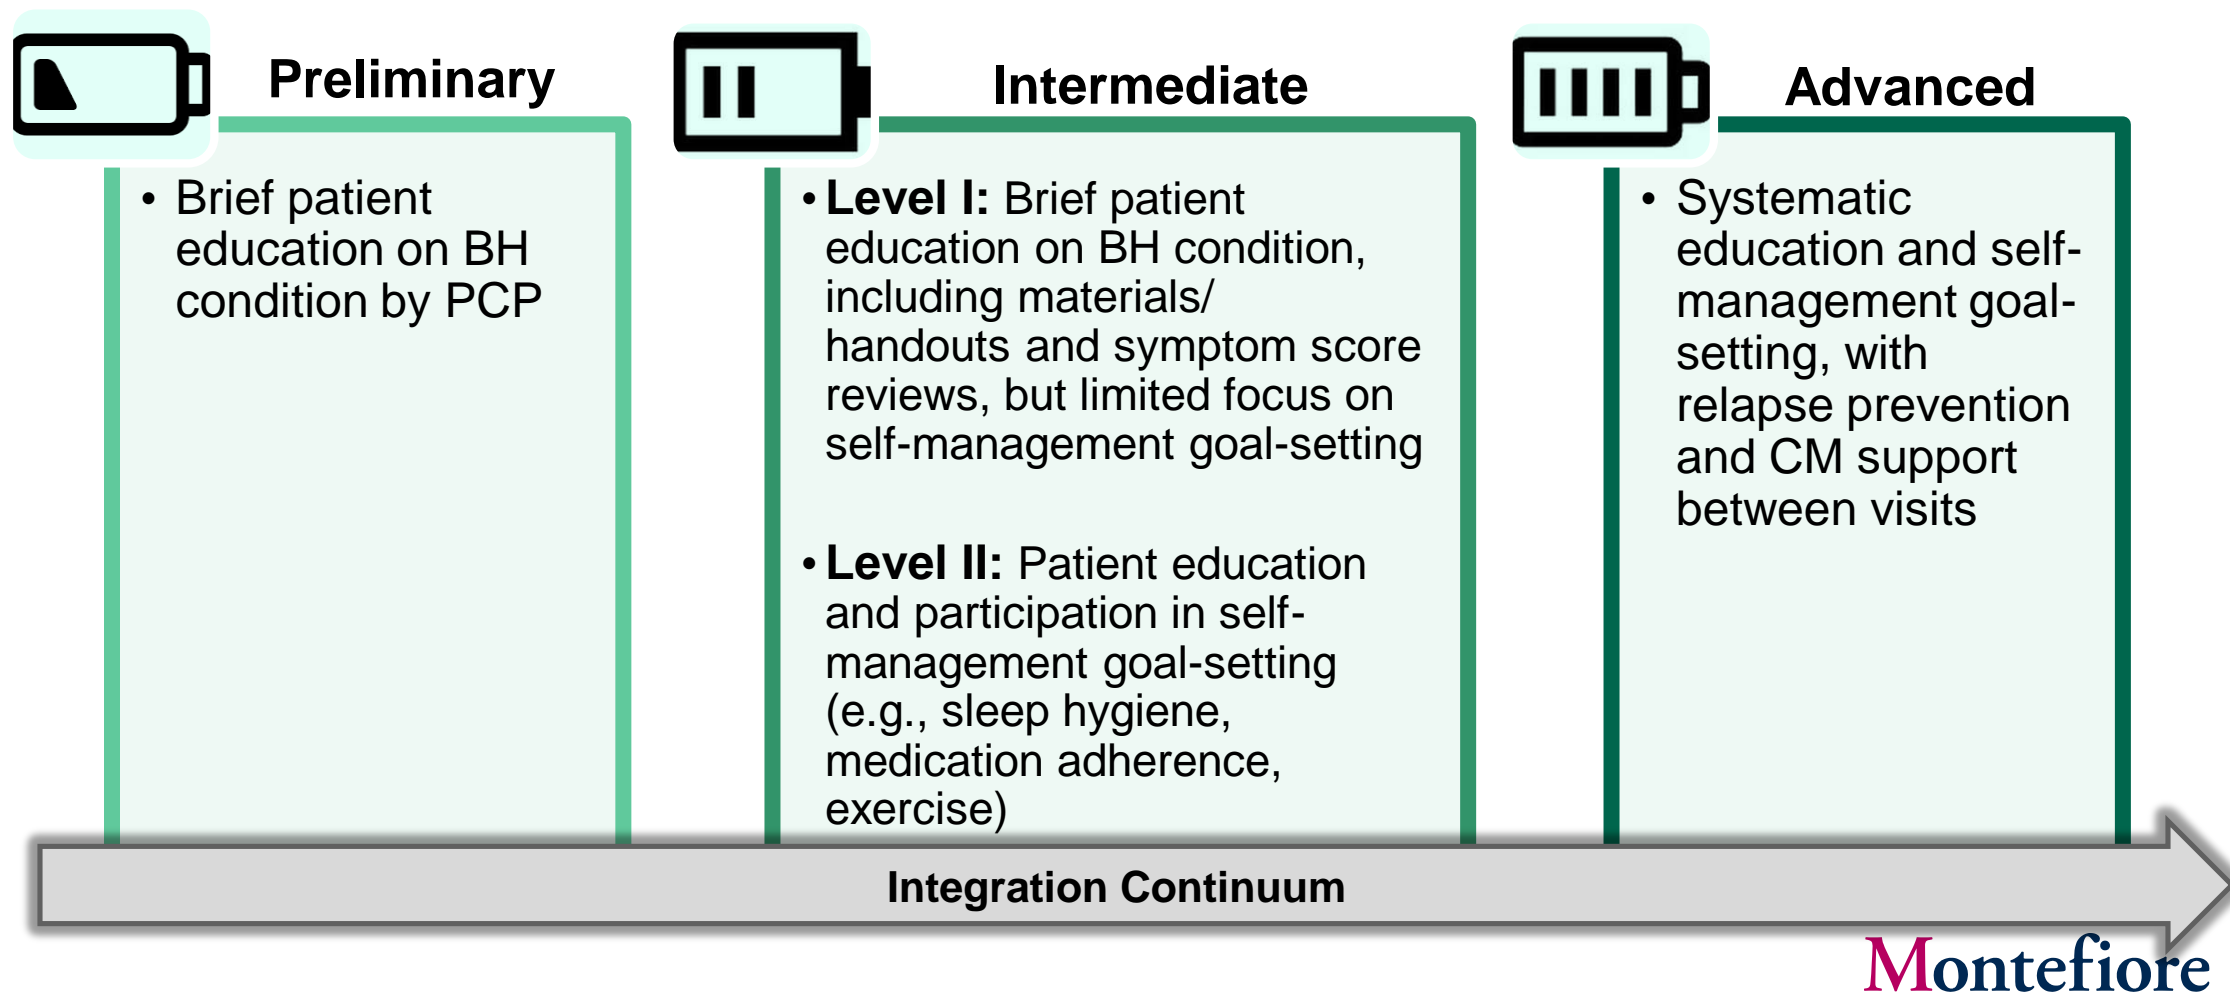 Preliminary
• Brief patient
education on BH
condition by PCP
Intermediate
• Level I: Brief patient
education on BH condition,
including materials/
handouts and symptom score
reviews, but limited focus on
self-management goal-setting
• Level II: Patient education
and participation in self-
management goal-setting
(e.g., sleep hygiene,
medication adherence,
exercise)
Advanced
• Systematic
education and self-
management goal-
setting, with
relapse prevention
and CM support
between visits
Integration Continuum
Montefiore